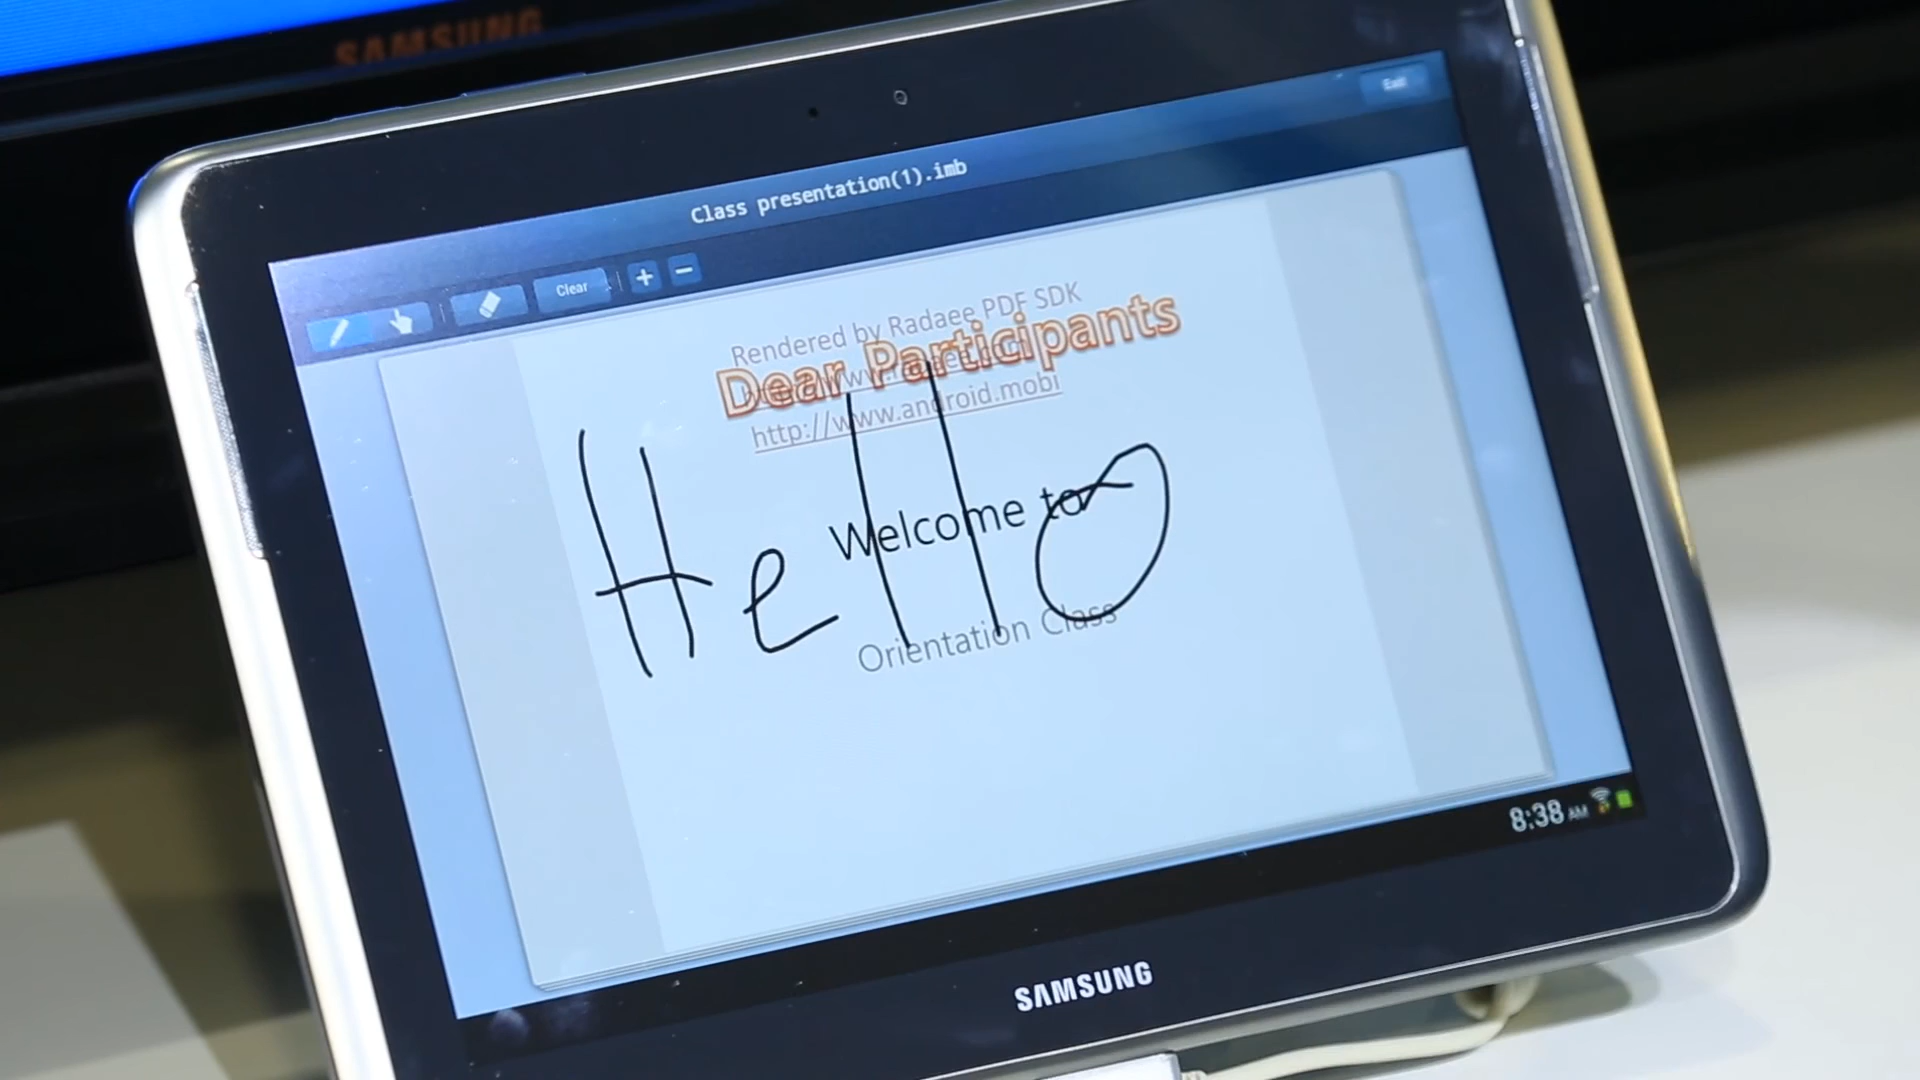 SAMSUNG
Exit
Class presentation(1).imb
Clear + −
Rendered by Radaee PDF SDK
Dear Participants
http://www.android.mobi
Hello
Welcome to
Orientation Class
8:38 AM
SAMSUNG